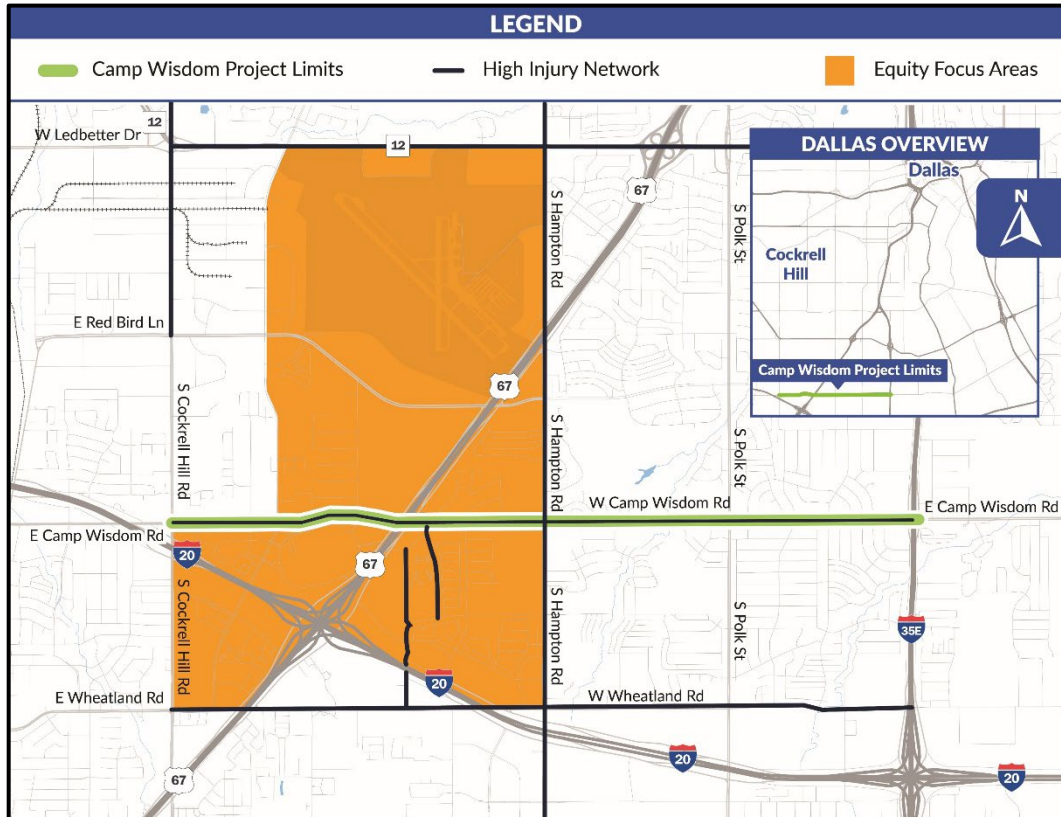 LEGEND
Camp Wisdom Project Limits
High Injury Network
Equity Focus Areas
W Ledbetter Dr
12
12
67
S Hampton Rd
S Polk St
DALLAS OVERVIEW
Dallas
Cockrell
Hill
Camp Wisdom Project Limits
N
E Red Bird Ln
67
S Cockrell Hill Rd
S Hampton Rd
S Polk St
W Camp Wisdom Rd
E Camp Wisdom Rd
E Camp Wisdom Rd
20
67
S Cockrell Hill Rd
S Hampton Rd
S Polk St
35E
20
E Wheatland Rd
W Wheatland Rd
67
20
20